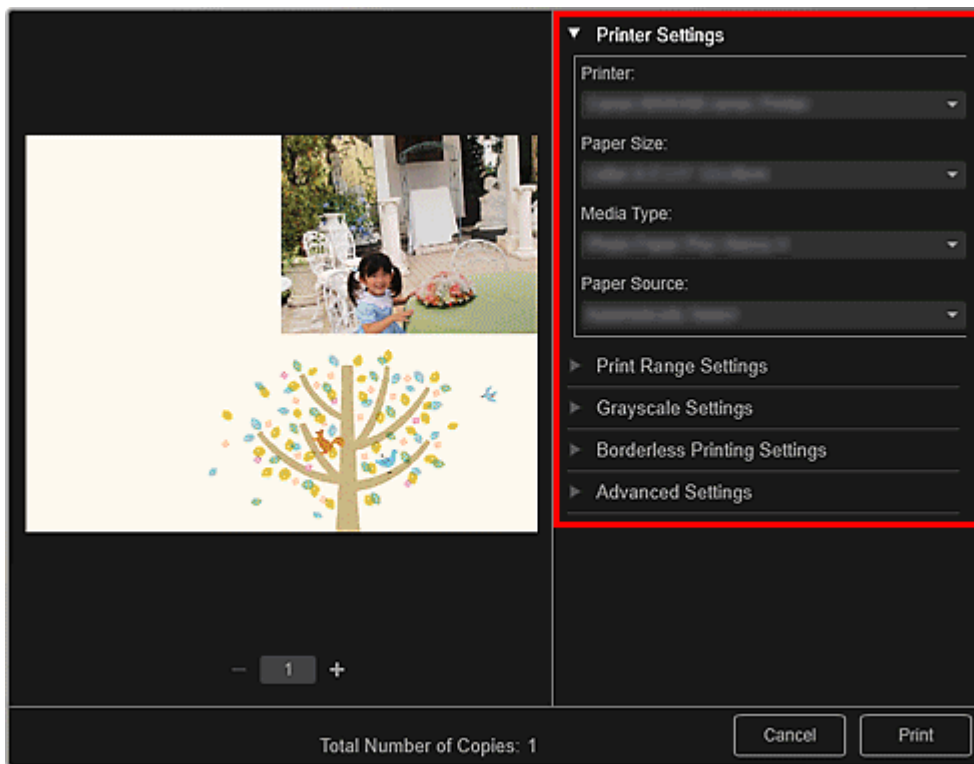 Printer Settings
Printer:
Paper Size:
Media Type:
Paper Source:
Print Range Settings
Grayscale Settings
Borderless Printing Settings
Advanced Settings
1
Total Number of Copies: 1
Cancel
Print